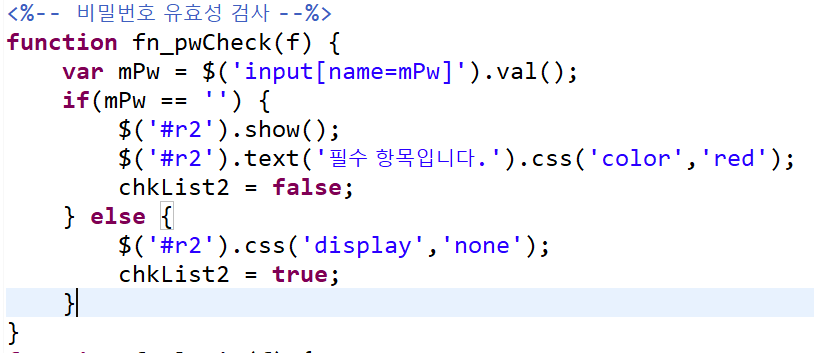 <%-- 비밀번호 유효성 검사 --%>
function fn_pwCheck(f) {
    var mPw = $('input[name=mPw]').val();
    if(mPw == '') {
        $('#r2').show();
        $('#r2').text('필수 항목입니다.').css('color','red');
        chkList2 = false;
    } else {
        $('#r2').css('display','none');
        chkList2 = true;
    }
}